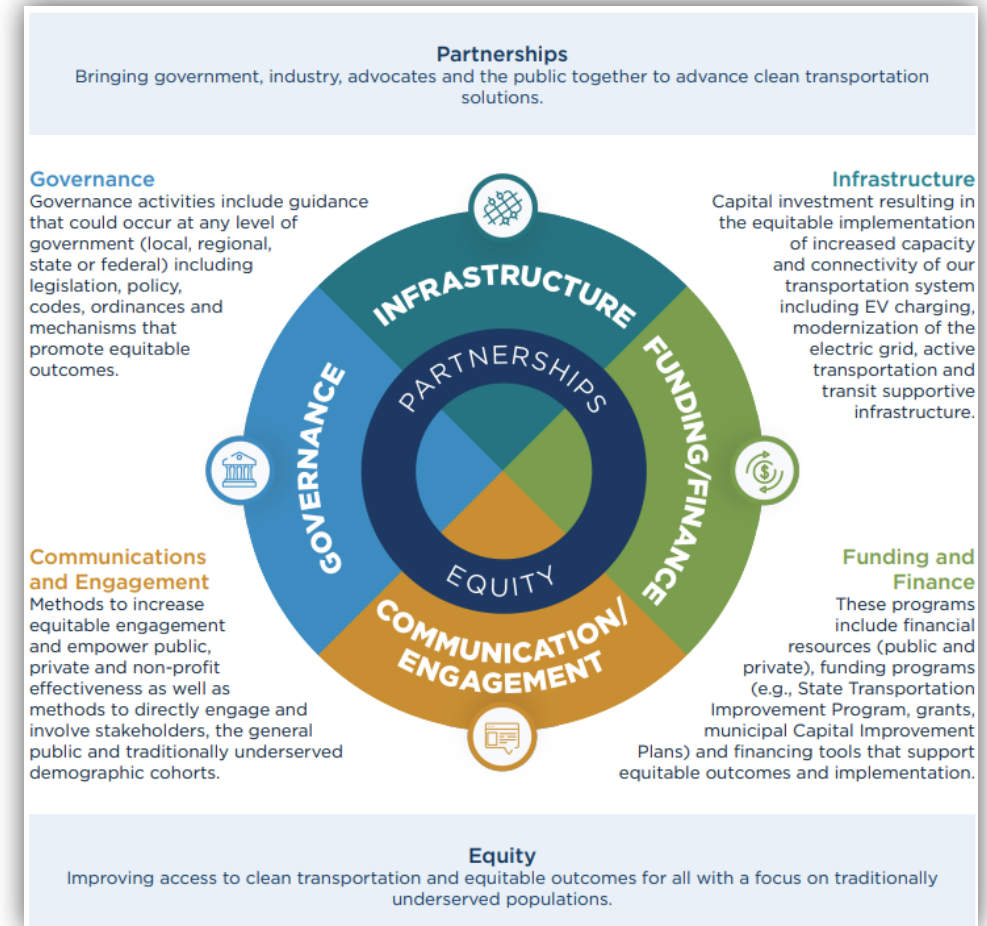 Partnerships
Bringing government, industry, advocates and the public together to advance clean transportation
solutions.
Governance
Governance activities include guidance
that could occur at any level of
government (local, regional,
state or federal) including
legislation, policy,
codes, ordinances and
mechanisms that
promote equitable
outcomes.
Infrastructure
Capital investment resulting in
the equitable implementation
of increased capacity
and connectivity of our
transportation system
including EV charging,
modernization of the
electric grid, active
transportation and
transit supportive
infrastructure.
INFRASTRUCTURE
PARTNERSHIPS
GOVERNANCE
FUNDING/FINANCE
$
EQUITY
COMMUNICATION/
ENGAGEMENT
Communications
and Engagement
Methods to increase
equitable engagement
and empower public,
private and non-profit
effectiveness as well as
methods to directly engage and
involve stakeholders, the general
public and traditionally underserved
demographic cohorts.
Funding and
Finance
These programs
include financial
resources (public and
private), funding programs
(e.g., State Transportation
Improvement Program, grants,
municipal Capital Improvement
Plans) and financing tools that support
equitable outcomes and implementation.
Equity
Improving access to clean transportation and equitable outcomes for all with a focus on traditionally
underserved populations.